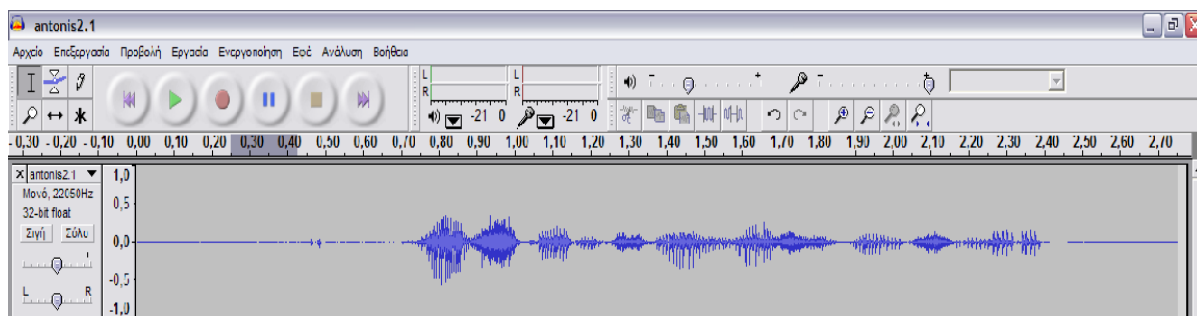 antonis2.1
Αρχείο Επεξεργασία Προβολή Εργασία Ενεργοποίηση Εφέ Ανάλυση Βοήθεια
L
R
-21 0
L
R
-21 0
- +
-
+
-0,30 -0,20 -0,10 0,00 0,10 0,20 0,30 0,40 0,50 0,60 0,70 0,80 0,90 1,00 1,10 1,20 1,30 1,40 1,50 1,60 1,70 1,80 1,90 2,00 2,10 2,20 2,30 2,40 2,50 2,60 2,70
X antonis2.1 ▼
Μονό, 22050Hz
32-bit float
Σιγή Σόλο
L R
1,0
0,5
0,0
-0,5
-1,0